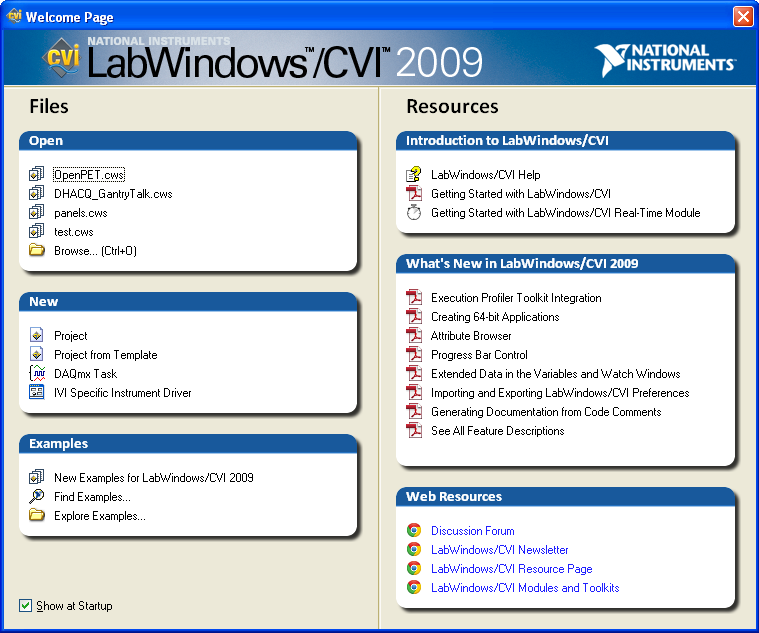 Welcome Page
cvi NATIONAL INSTRUMENTS
LabWindows™/CVI™ 2009
NATIONAL INSTRUMENTS™
Files
Open
OpenPET.cws
DHACQ_GantryTalk.cws
panels.cws
test.cws
Browse... (Ctrl+O)
New
Project
Project from Template
DAQmx Task
IVI Specific Instrument Driver
Examples
New Examples for LabWindows/CVI 2009
Find Examples...
Explore Examples...
Show at Startup
Resources
Introduction to LabWindows/CVI
LabWindows/CVI Help
Getting Started with LabWindows/CVI
Getting Started with LabWindows/CVI Real-Time Module
What's New in LabWindows/CVI 2009
Execution Profiler Toolkit Integration
Creating 64-bit Applications
Attribute Browser
Progress Bar Control
Extended Data in the Variables and Watch Windows
Importing and Exporting LabWindows/CVI Preferences
Generating Documentation from Code Comments
See All Feature Descriptions
Web Resources
Discussion Forum
LabWindows/CVI Newsletter
LabWindows/CVI Resource Page
LabWindows/CVI Modules and Toolkits